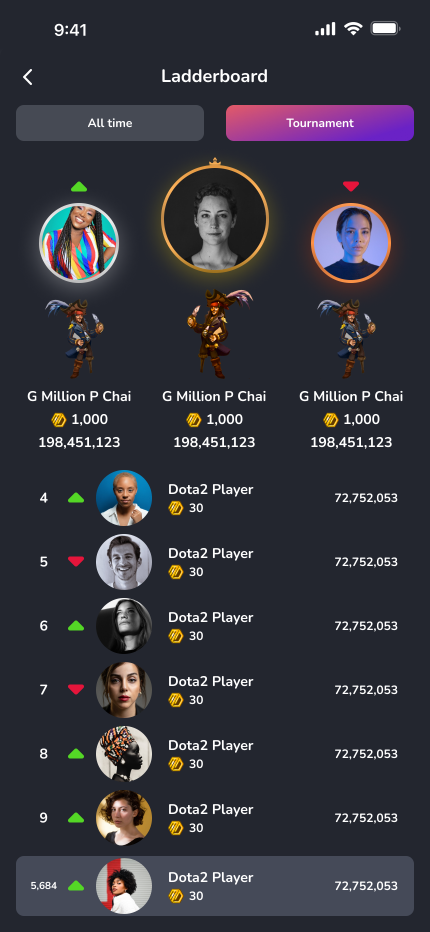 9:41
Ladderboard
All time
Tournament
G Million P Chai
1,000
198,451,123
G Million P Chai
1,000
198,451,123
G Million P Chai
1,000
198,451,123
4
Dota2 Player
30
72,752,053
5
Dota2 Player
30
72,752,053
6
Dota2 Player
30
72,752,053
7
Dota2 Player
30
72,752,053
8
Dota2 Player
30
72,752,053
9
Dota2 Player
30
72,752,053
5,684
Dota2 Player
30
72,752,053